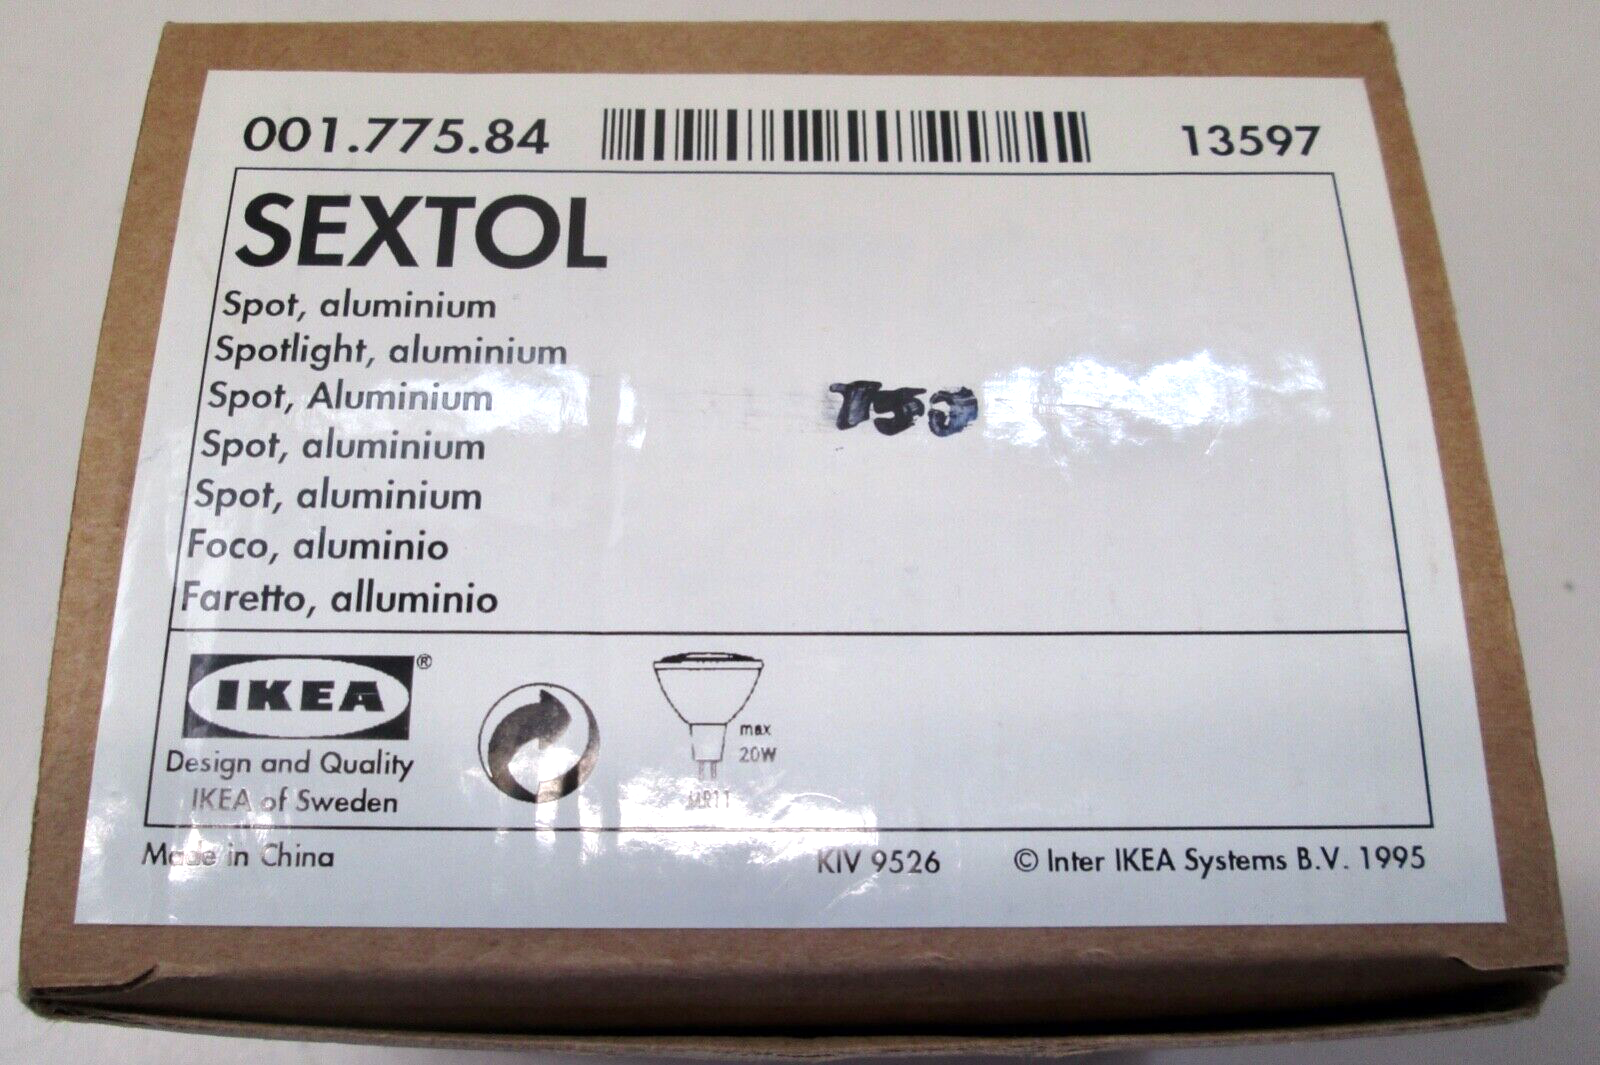 001.775.84 13597
SEXTOL
Spot, aluminium
Spotlight, aluminium
Spot, Aluminium
Spot, aluminium
Spot, aluminium
Foco, aluminio
Faretto, alluminio
IKEA®
Design and Quality
IKEA of Sweden
max
20W
MR11
Made in China KIV 9526 © Inter IKEA Systems B.V. 1995